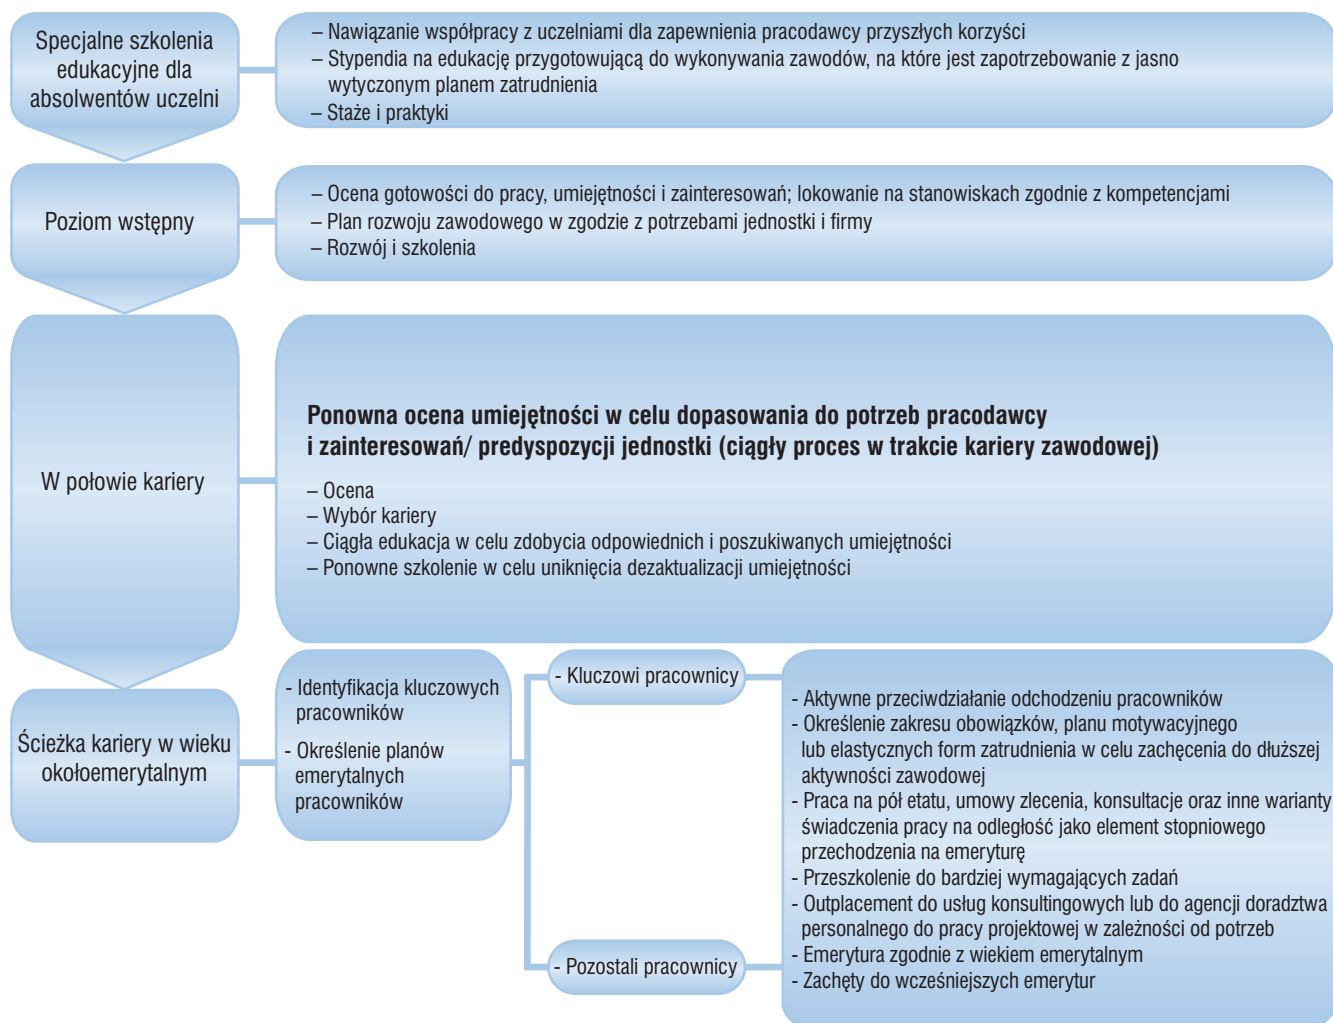 Specjalne szkolenia
edukacyjne dla
absolwentów uczelni
– Nawiązanie współpracy z uczelniami dla zapewnienia pracodawcy przyszłych korzyści
– Stypendia na edukację przygotowującą do wykonywania zawodów, na które jest zapotrzebowanie z jasno
wytyczonym planem zatrudnienia
– Staże i praktyki
Poziom wstępny
– Ocena gotowości do pracy, umiejętności i zainteresowań; lokowanie na stanowiskach zgodnie z kompetencjami
– Plan rozwoju zawodowego w zgodzie z potrzebami jednostki i firmy
– Rozwój i szkolenia
W połowie kariery
Ponowna ocena umiejętności w celu dopasowania do potrzeb pracodawcy
i zainteresowań/ predyspozycji jednostki (ciągły proces w trakcie kariery zawodowej)
– Ocena
– Wybór kariery
– Ciągła edukacja w celu zdobycia odpowiednich i poszukiwanych umiejętności
– Ponowne szkolenie w celu uniknięcia dezaktualizacji umiejętności
Ścieżka kariery w wieku
okołoemerytalnym
- Identyfikacja kluczowych
pracowników
- Określenie planów
emerytalnych
pracowników
- Kluczowi pracownicy
- Pozostali pracownicy
- Aktywne przeciwdziałanie odchodzeniu pracowników
- Określenie zakresu obowiązków, planu motywacyjnego
lub elastycznych form zatrudnienia w celu zachęcenia do dłuższej
aktywności zawodowej
- Praca na pół etatu, umowy zlecenia, konsultacje oraz inne warianty
świadczenia pracy na odległość jako element stopniowego
przechodzenia na emeryturę
- Przeszkolenie do bardziej wymagających zadań
- Outplacement do usług konsultingowych lub do agencji doradztwa
personalnego do pracy projektowej w zależności od potrzeb
- Emerytura zgodnie z wiekiem emerytalnym
- Zachęty do wcześniejszych emerytur